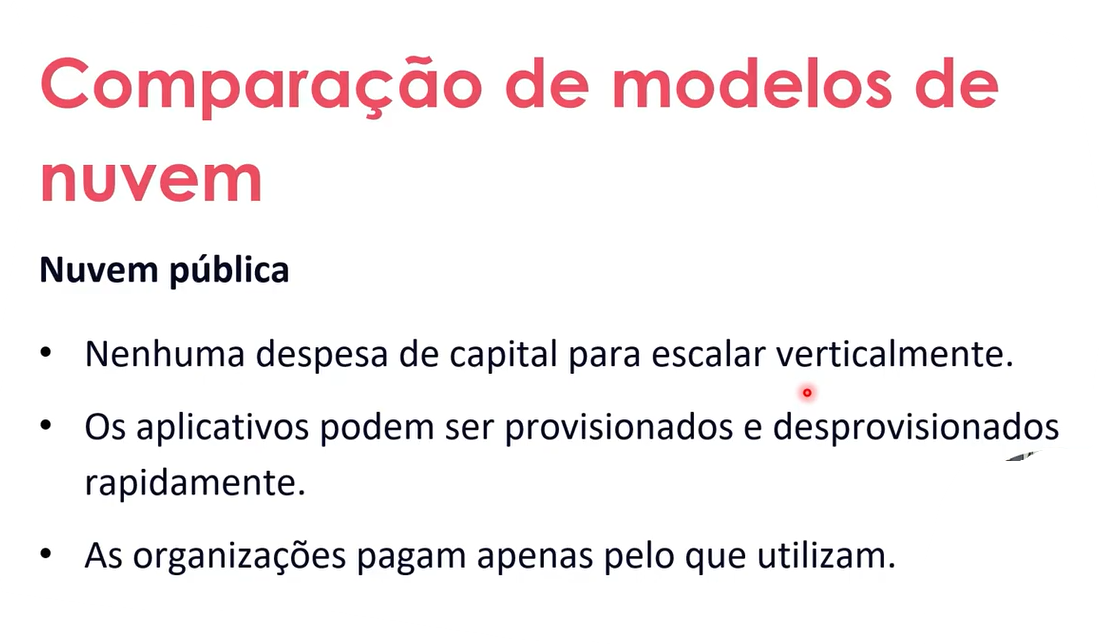 Comparação de modelos de
nuvem
Nuvem pública
• Nenhuma despesa de capital para escalar verticalmente.
• Os aplicativos podem ser provisionados e desprovisionados
rapidamente.
• As organizações pagam apenas pelo que utilizam.